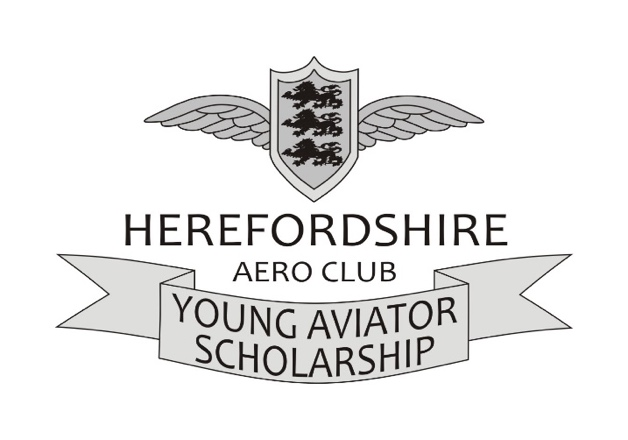 HEREFORDSHIRE
AERO CLUB
YOUNG AVIATOR
SCHOLARSHIP